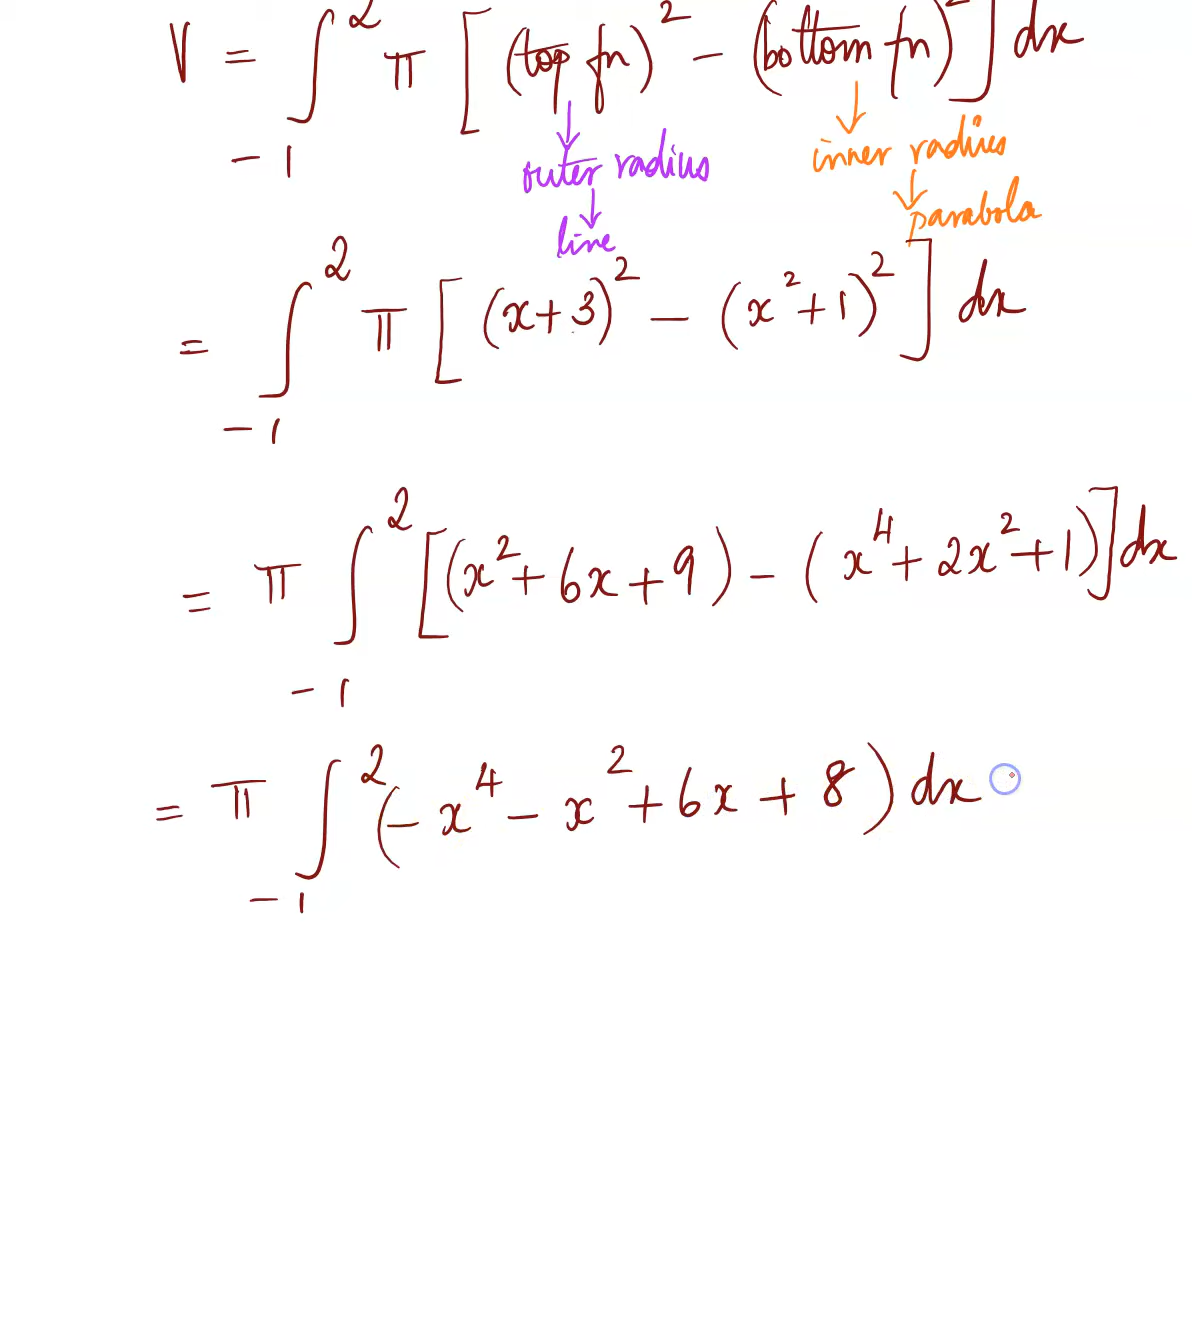 V = ∫_{-1}^{2} π [ (top fn)² − (bottom fn)² ] dx
outer radius
inner radius
line
parabola
= ∫_{-1}^{2} π [ (x+3)² − (x²+1)² ] dx
= π ∫_{-1}^{2} [(x²+6x+9) − (x⁴+2x²+1)] dx
= π ∫_{-1}^{2} (−x⁴ − x² + 6x + 8) dx